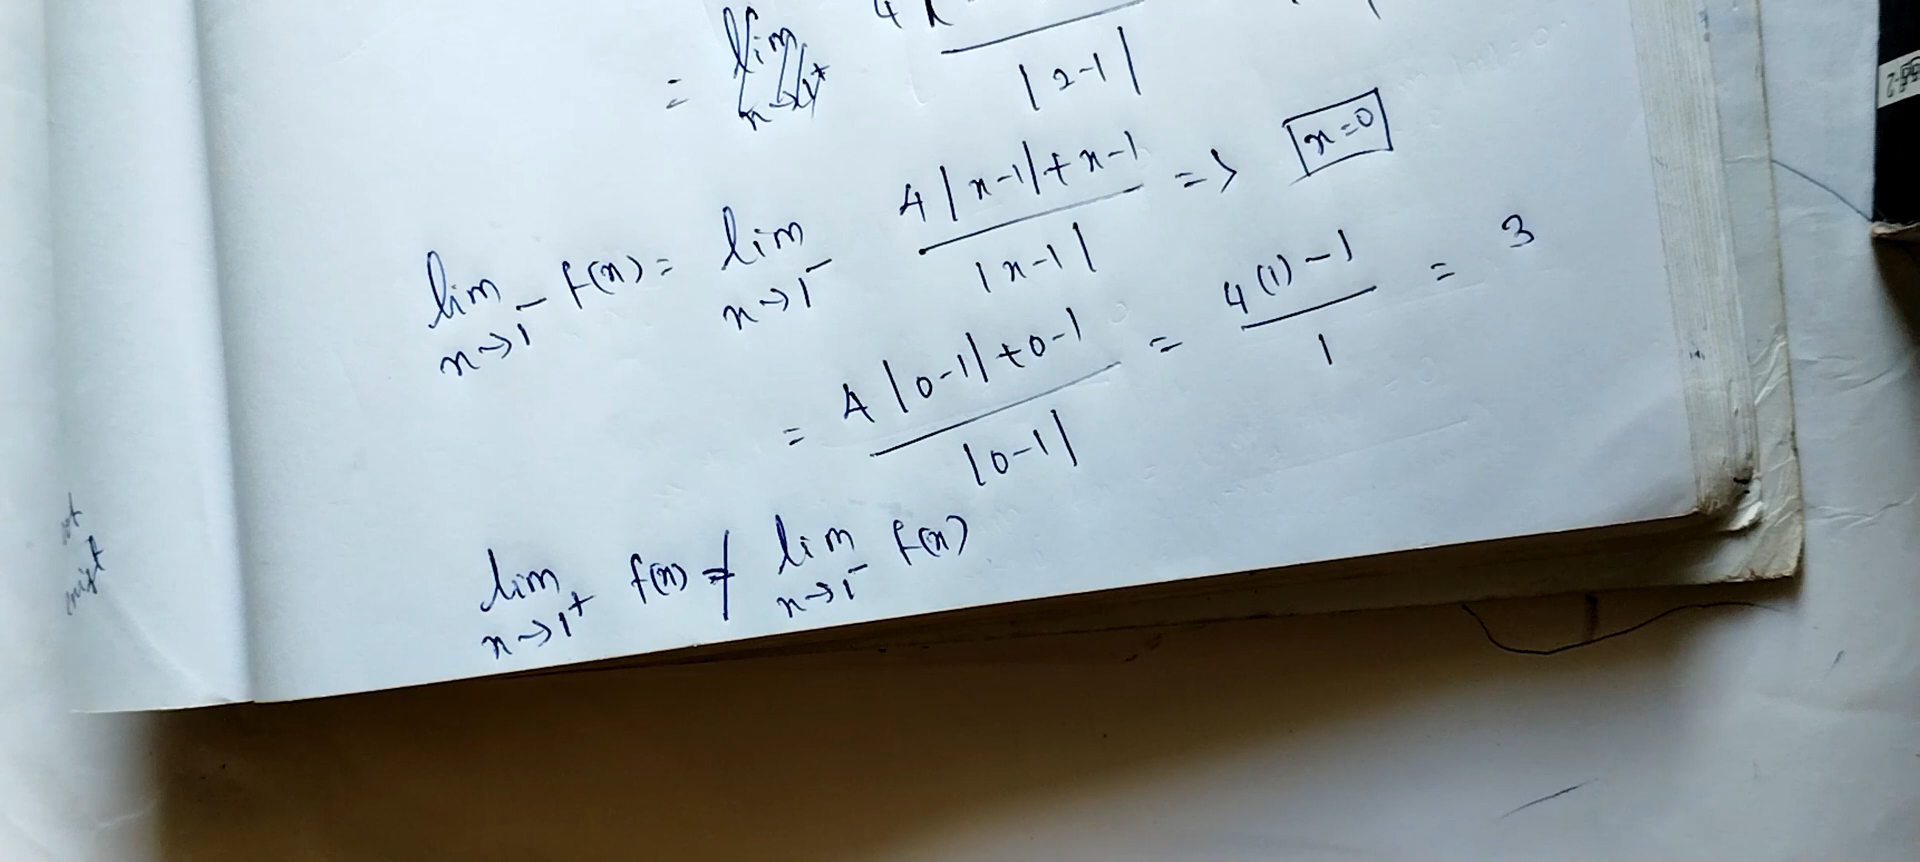 = lim x→1⁺ 4 |2-1|
lim x→1⁻ f(x) = lim x→1⁻ 4|x-1|+x-1 / |x-1| => x=0
= 4|0-1|+0-1 / |0-1| = 4(1)-1 / 1 = 3
lim x→1⁺ f(x) ≠ lim x→1⁻ f(x)